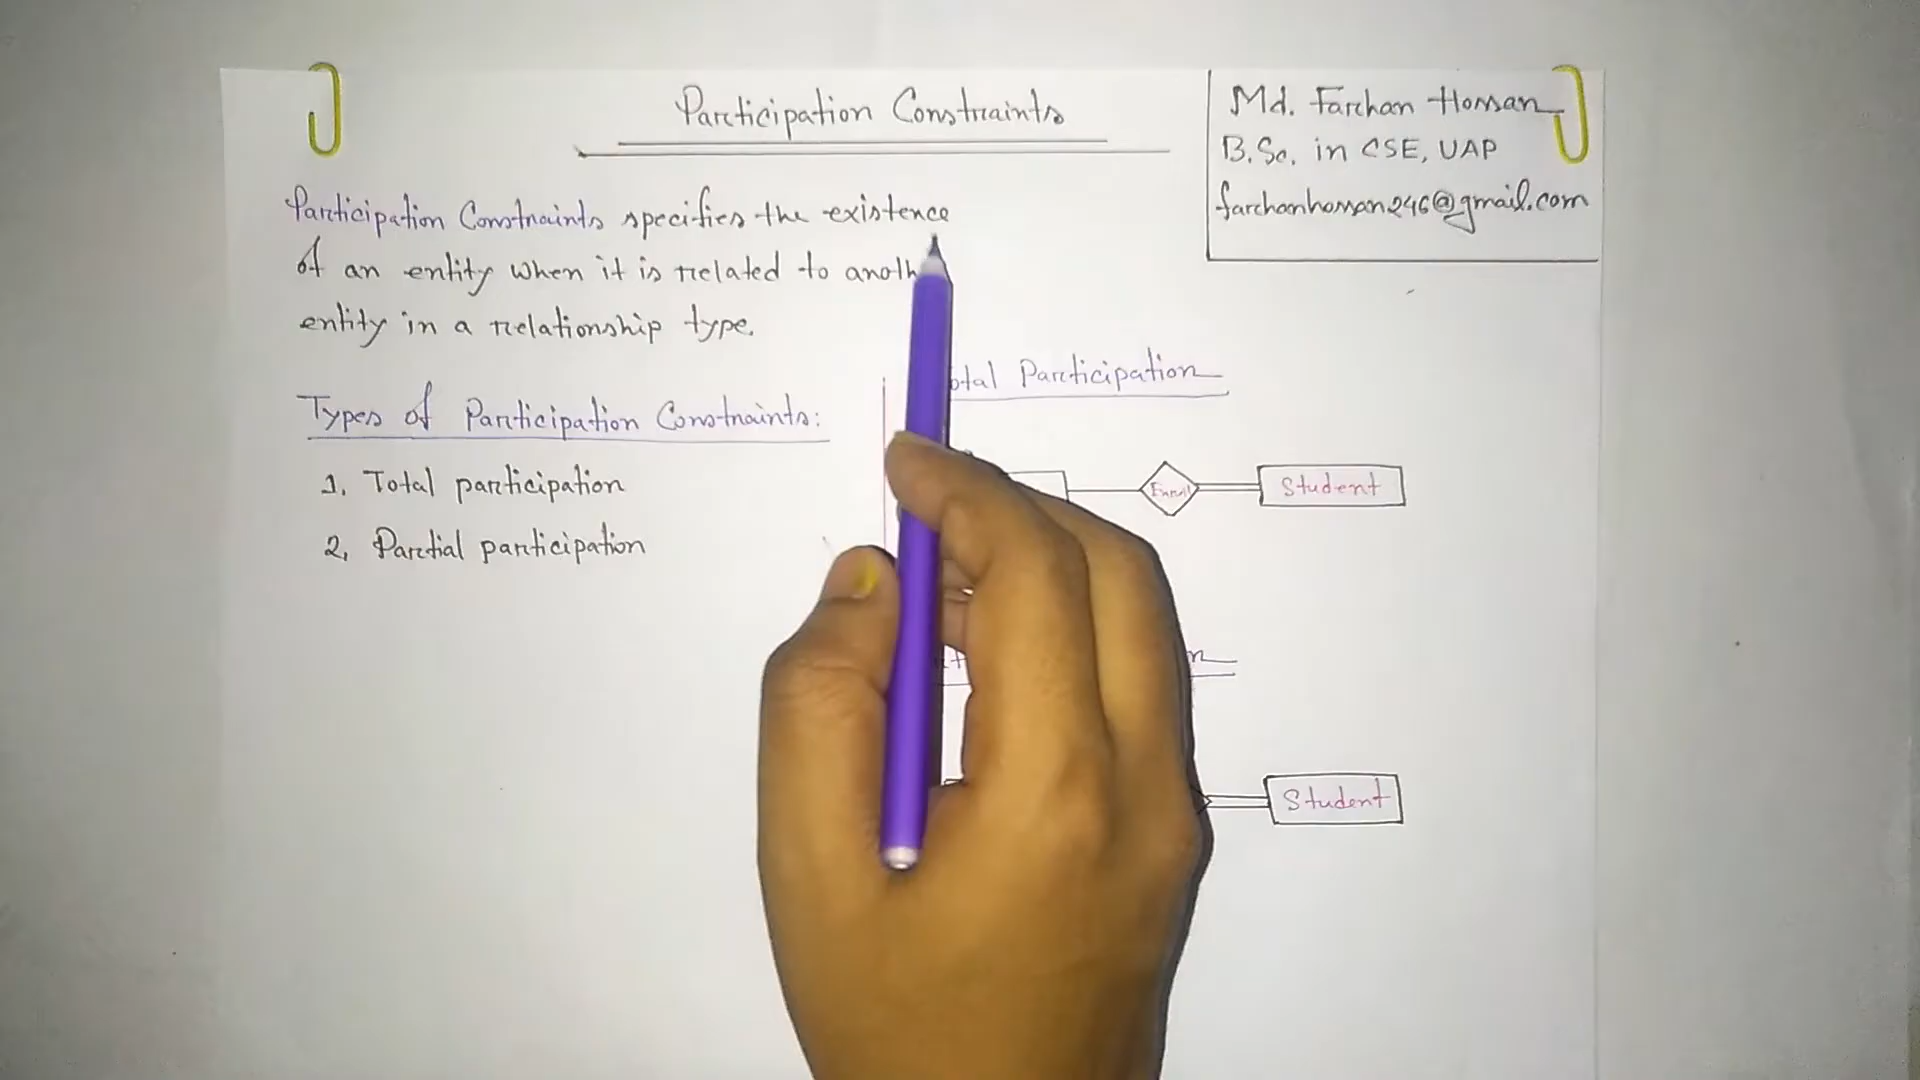 Participation Constraints
Md. Farhan Hossan
B.Sc. in CSE, UAP
farhanhossan246@gmail.com
Participation Constraints specifies the existence
of an entity when it is related to
entity in a relationship type.
Types of Participation Constraints:
1. Total participation
2. Partial participation
Participation
Enroll
Student
Student